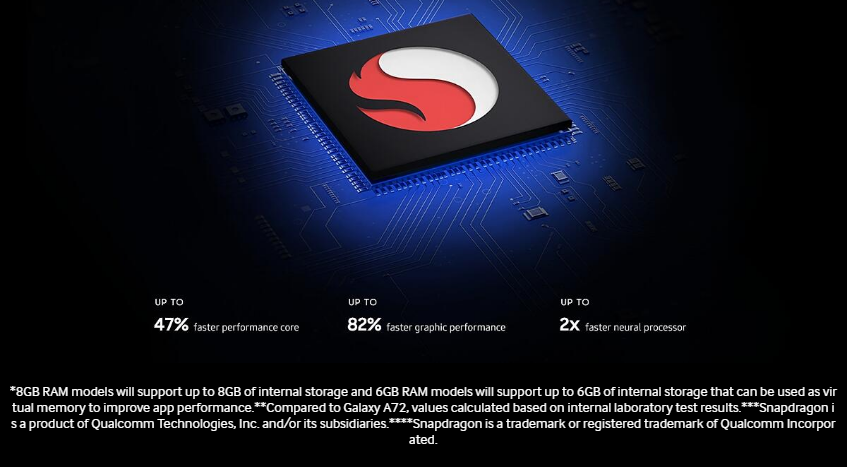 UP TO UP TO UP TO
47% faster performance core 82% faster graphic performance 2x faster neural processor
*8GB RAM models will support up to 8GB of internal storage and 6GB RAM models will support up to 6GB of internal storage that can be used as vir
tual memory to improve app performance.**Compared to Galaxy A72, values calculated based on internal laboratory test results.***Snapdragon i
s a product of Qualcomm Technologies, Inc. and/or its subsidiaries.****Snapdragon is a trademark or registered trademark of Qualcomm Incorpor
ated.